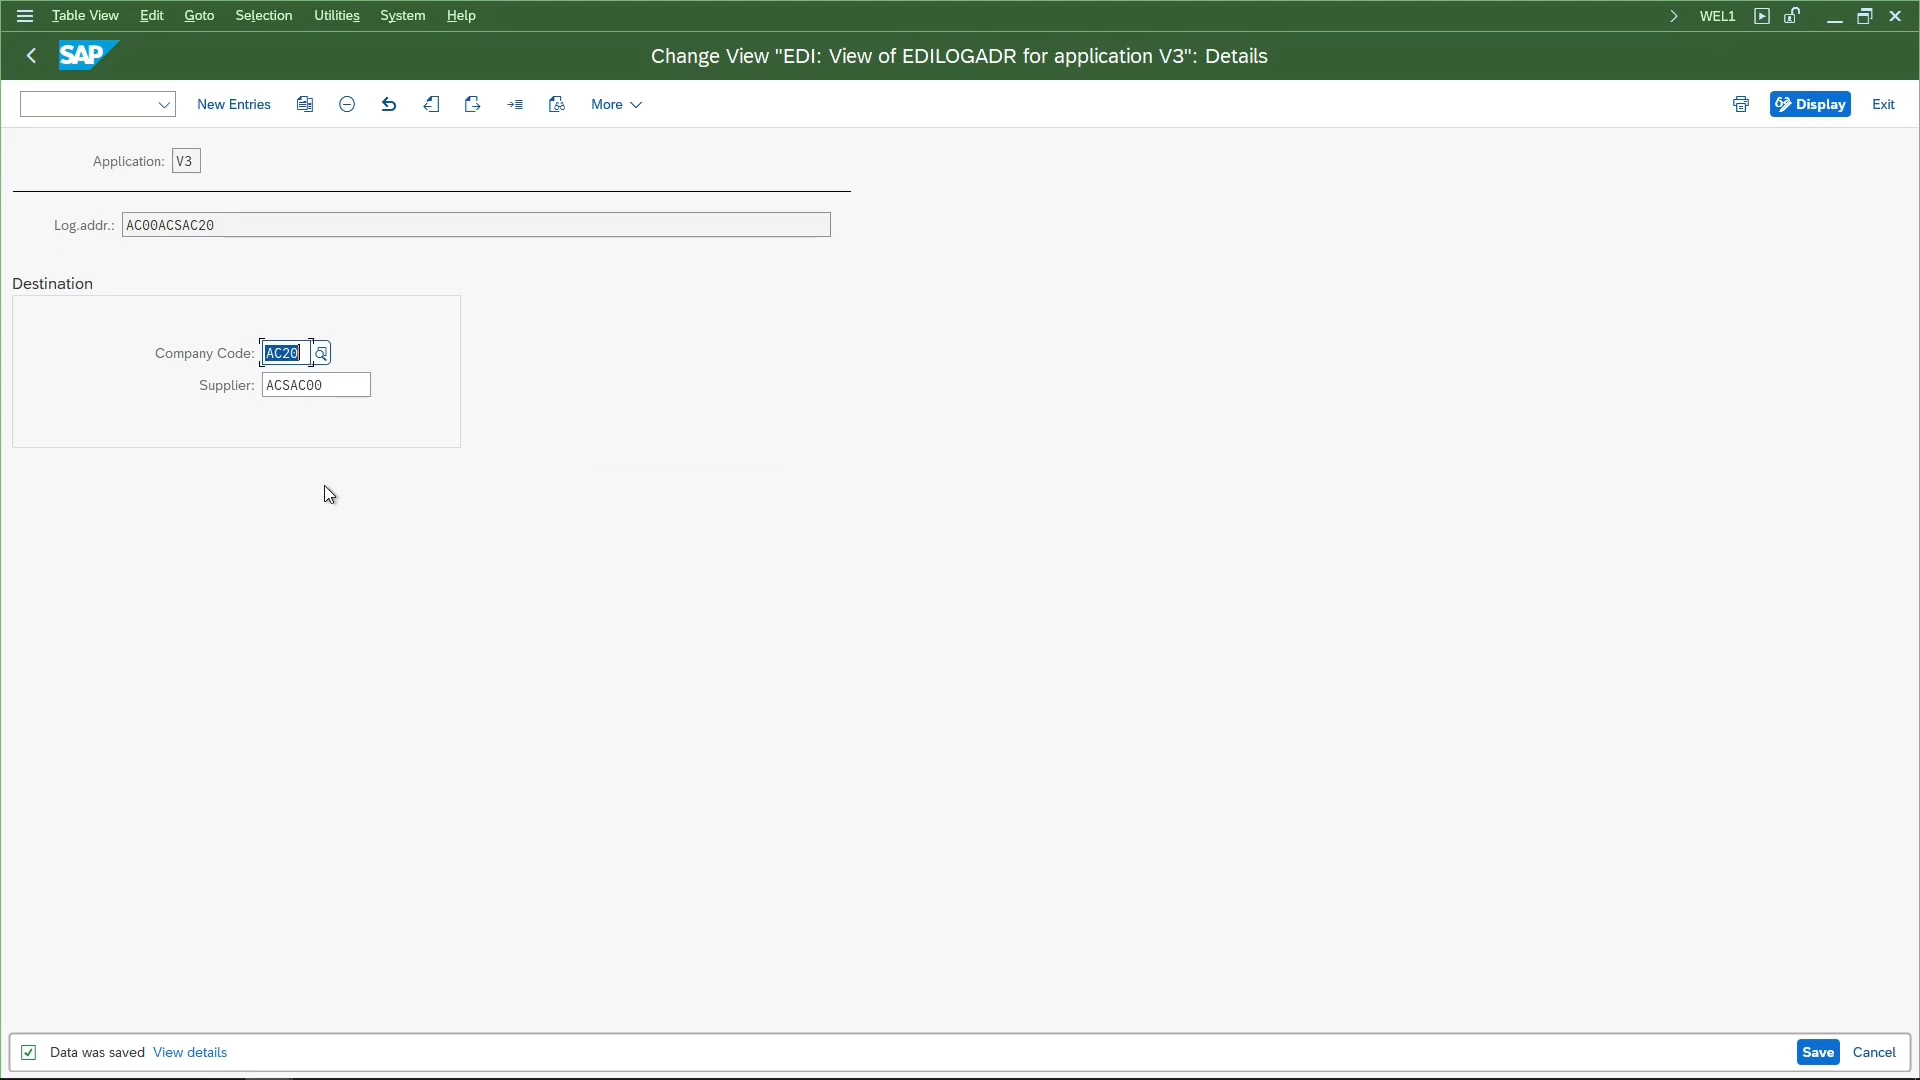 Table View Edit Goto Selection Utilities System Help WEL1
SAP Change View "EDI: View of EDILOGADR for application V3": Details
New Entries More Display Exit
Application: V3
Log.addr.: AC00ACSAC20
Destination
Company Code: AC20
Supplier: ACSAC00
Data was saved View details Save Cancel